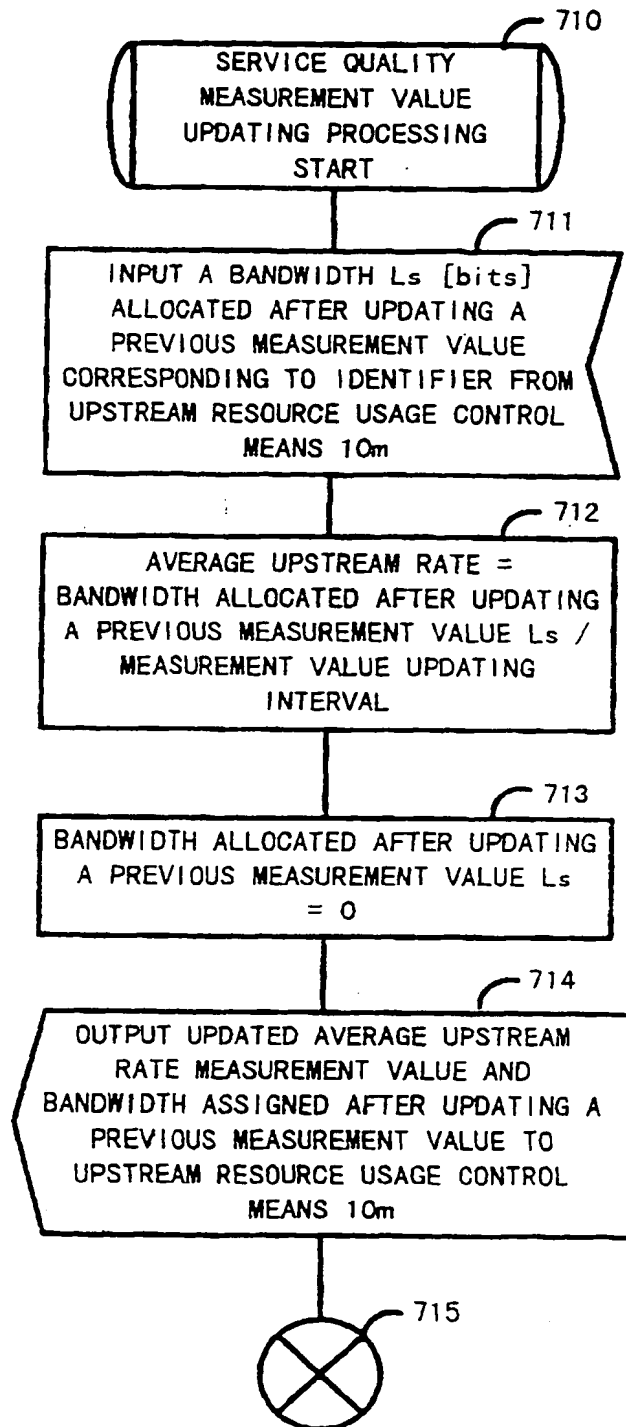 710
SERVICE QUALITY
MEASUREMENT VALUE
UPDATING PROCESSING
START
711
INPUT A BANDWIDTH Ls [bits]
ALLOCATED AFTER UPDATING A
PREVIOUS MEASUREMENT VALUE
CORRESPONDING TO IDENTIFIER FROM
UPSTREAM RESOURCE USAGE CONTROL
MEANS 10m
712
AVERAGE UPSTREAM RATE =
BANDWIDTH ALLOCATED AFTER UPDATING
A PREVIOUS MEASUREMENT VALUE Ls /
MEASUREMENT VALUE UPDATING
INTERVAL
713
BANDWIDTH ALLOCATED AFTER UPDATING
A PREVIOUS MEASUREMENT VALUE Ls
= 0
714
OUTPUT UPDATED AVERAGE UPSTREAM
RATE MEASUREMENT VALUE AND
BANDWIDTH ASSIGNED AFTER UPDATING A
PREVIOUS MEASUREMENT VALUE TO
UPSTREAM RESOURCE USAGE CONTROL
MEANS 10m
715